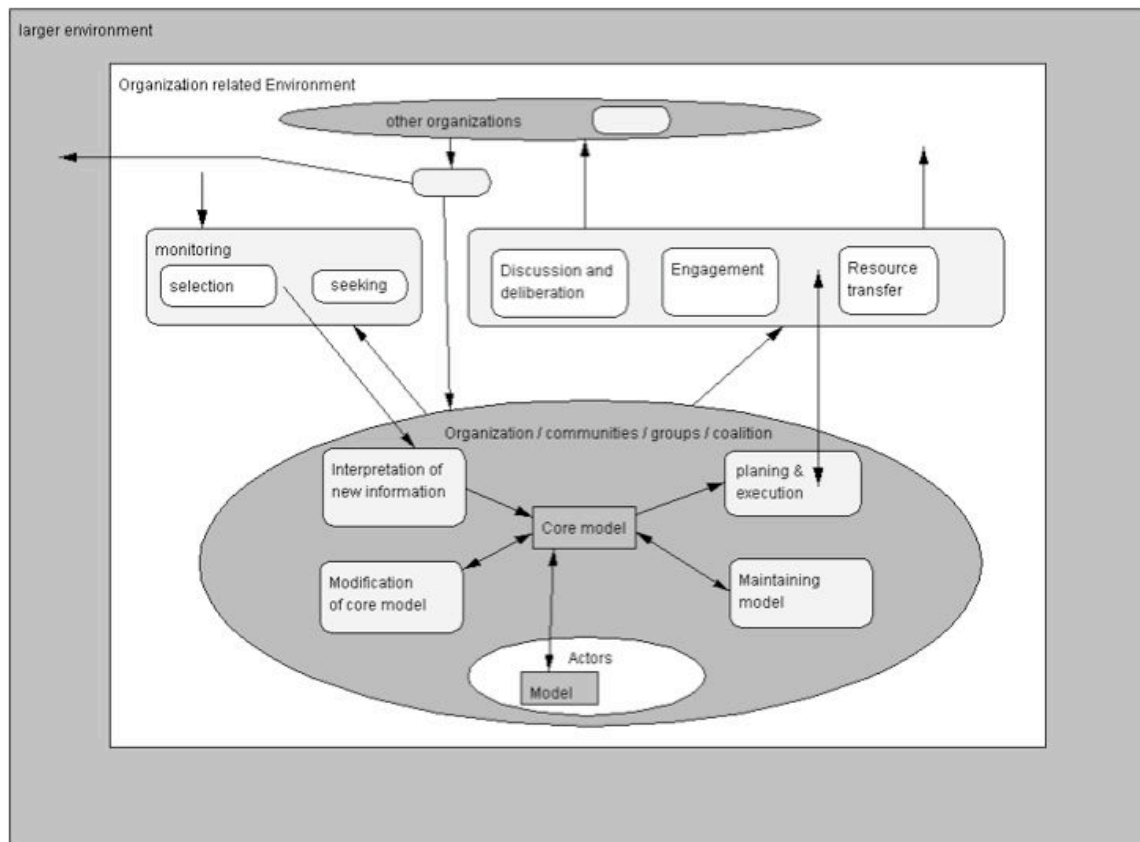 larger environment
Organization related Environment
other organizations
monitoring
selection
seeking
Discussion and
deliberation
Engagement
Resource
transfer
Organization / communities / groups / coalition
Interpretation of
new information
planing &
execution
Core model
Modification
of core model
Maintaining
model
Actors
Model